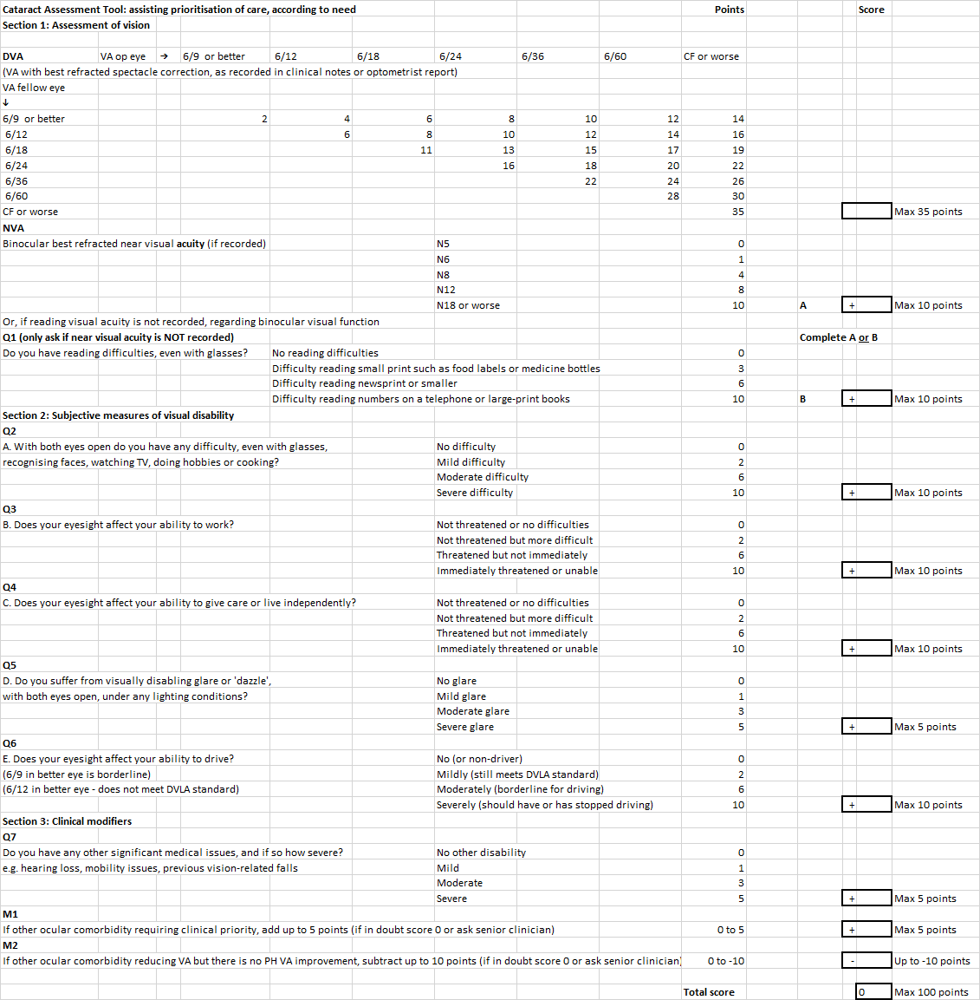 Cataract Assessment Tool: assisting prioritisation of care, according to need Points Score
Section 1: Assessment of vision
DVA VA op eye → 6/9 or better 6/12 6/18 6/24 6/36 6/60 CF or worse
(VA with best refracted spectacle correction, as recorded in clinical notes or optometrist report)
VA fellow eye
↓
6/9 or better 2 4 6 8 10 12 14
6/12 6 8 10 12 14 16
6/18 11 13 15 17 19
6/24 16 18 20 22
6/36 22 24 26
6/60 28 30
CF or worse 35 Max 35 points
NVA
Binocular best refracted near visual acuity (if recorded) N5 0
N6 1
N8 4
N12 8
N18 or worse 10 A + Max 10 points
Or, if reading visual acuity is not recorded, regarding binocular visual function
Q1 (only ask if near visual acuity is NOT recorded) Complete A or B
Do you have reading difficulties, even with glasses? No reading difficulties 0
Difficulty reading small print such as food labels or medicine bottles 3
Difficulty reading newsprint or smaller 6
Difficulty reading numbers on a telephone or large-print books 10 B + Max 10 points
Section 2: Subjective measures of visual disability
Q2
A. With both eyes open do you have any difficulty, even with glasses, No difficulty 0
recognising faces, watching TV, doing hobbies or cooking? Mild difficulty 2
Moderate difficulty 6
Severe difficulty 10 + Max 10 points
Q3
B. Does your eyesight affect your ability to work? Not threatened or no difficulties 0
Not threatened but more difficult 2
Threatened but not immediately 6
Immediately threatened or unable 10 + Max 10 points
Q4
C. Does your eyesight affect your ability to give care or live independently? Not threatened or no difficulties 0
Not threatened but more difficult 2
Threatened but not immediately 6
Immediately threatened or unable 10 + Max 10 points
Q5
D. Do you suffer from visually disabling glare or 'dazzle', No glare 0
with both eyes open, under any lighting conditions? Mild glare 1
Moderate glare 3
Severe glare 5 + Max 5 points
Q6
E. Does your eyesight affect your ability to drive? No (or non-driver) 0
(6/9 in better eye is borderline) Mildly (still meets DVLA standard) 2
(6/12 in better eye - does not meet DVLA standard) Moderately (borderline for driving) 6
Severely (should have or has stopped driving) 10 + Max 10 points
Section 3: Clinical modifiers
Q7
Do you have any other significant medical issues, and if so how severe? No other disability 0
e.g. hearing loss, mobility issues, previous vision-related falls Mild 1
Moderate 3
Severe 5 + Max 5 points
M1
If other ocular comorbidity requiring clinical priority, add up to 5 points (if in doubt score 0 or ask senior clinician) 0 to 5 + Max 5 points
M2
If other ocular comorbidity reducing VA but there is no PH VA improvement, subtract up to 10 points (if in doubt score 0 or ask senior clinician) 0 to -10 - Up to -10 points
Total score 0 Max 100 points